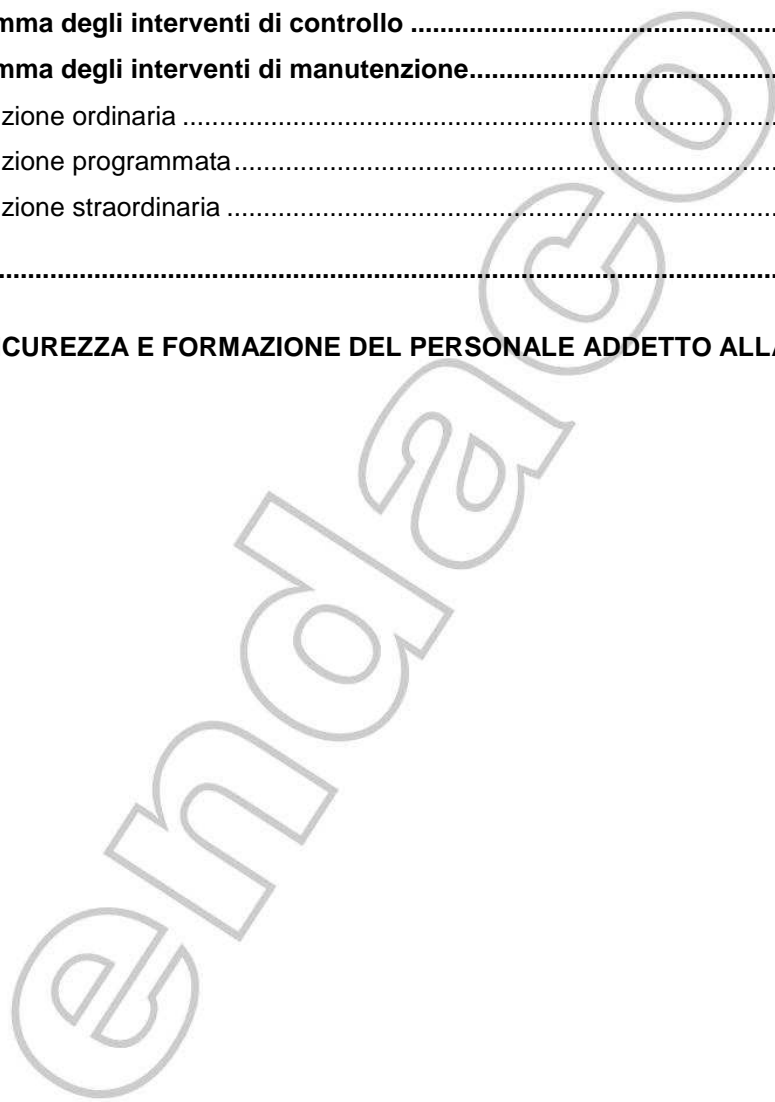 mma degli interventi di controllo ................................................
mma degli interventi di manutenzione..........................................
zione ordinaria ................................................................................
zione programmata.........................................................................
zione straordinaria ..........................................................................
..........................................................................................................
CUREZZA E FORMAZIONE DEL PERSONALE ADDETTO ALLA
endaco